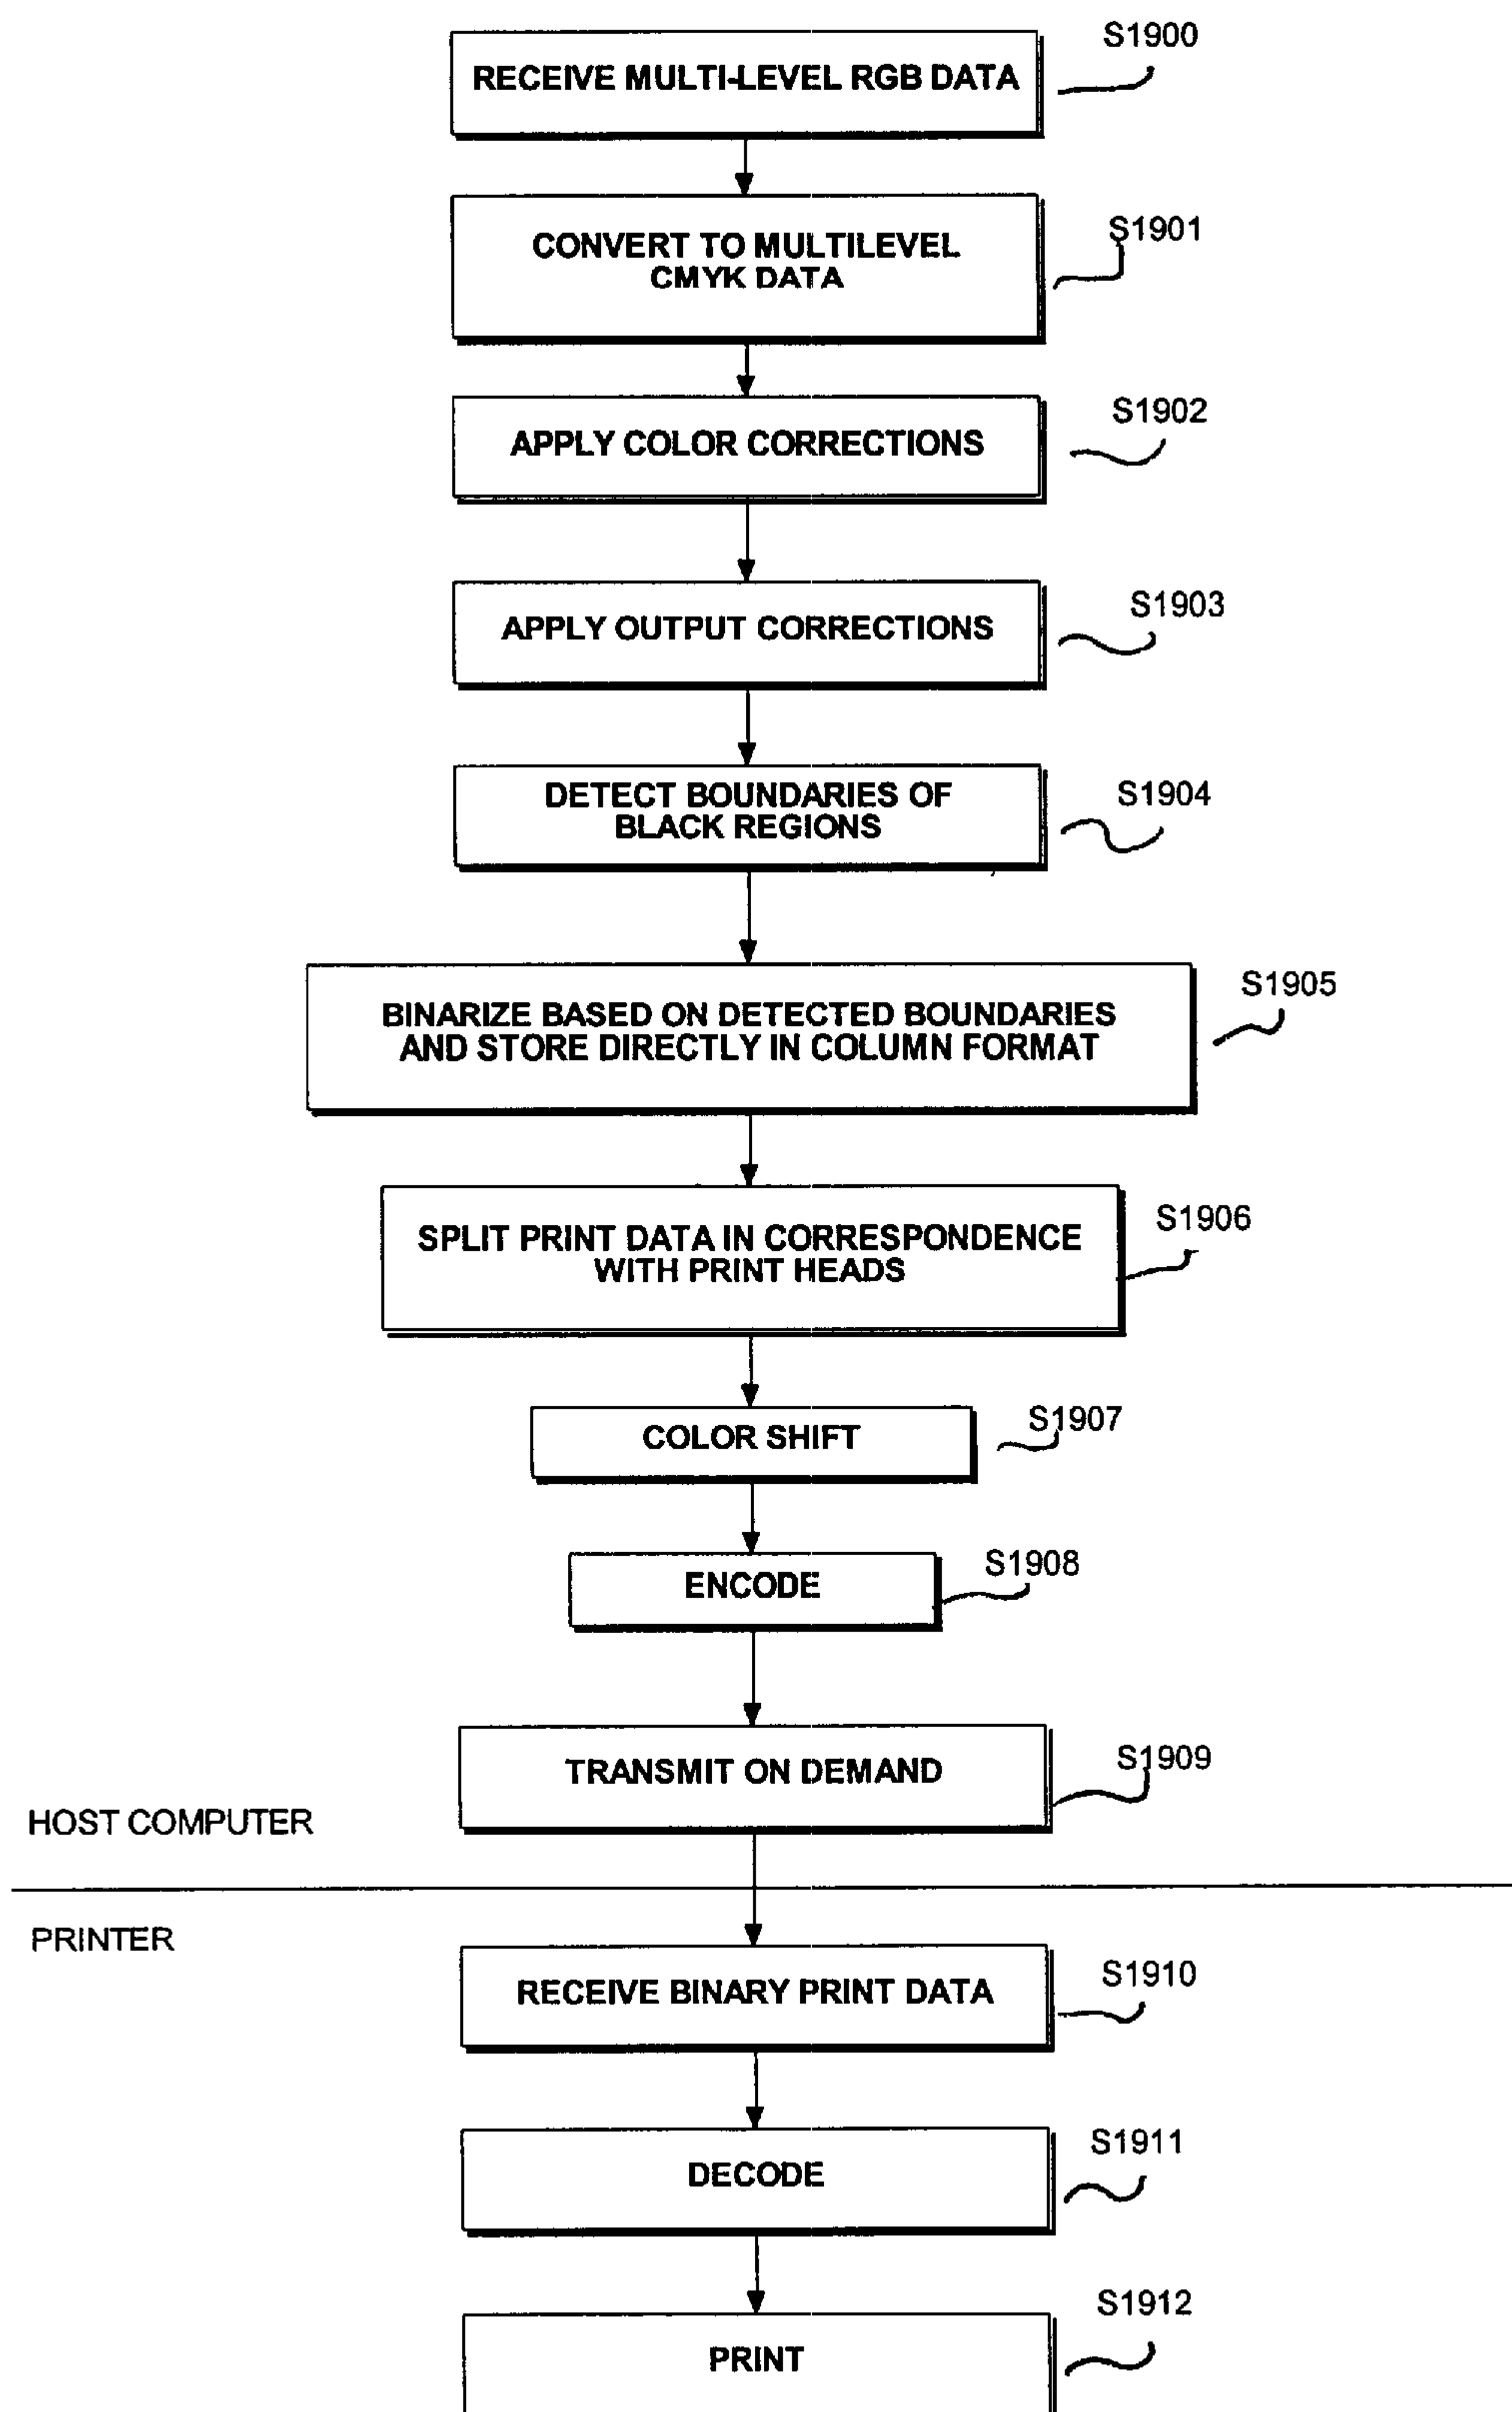 S1900
RECEIVE MULTI-LEVEL RGB DATA
S1901
CONVERT TO MULTILEVEL
CMYK DATA
S1902
APPLY COLOR CORRECTIONS
S1903
APPLY OUTPUT CORRECTIONS
S1904
DETECT BOUNDARIES OF
BLACK REGIONS
S1905
BINARIZE BASED ON DETECTED BOUNDARIES
AND STORE DIRECTLY IN COLUMN FORMAT
S1906
SPLIT PRINT DATA IN CORRESPONDENCE
WITH PRINT HEADS
S1907
COLOR SHIFT
S1908
ENCODE
S1909
TRANSMIT ON DEMAND
HOST COMPUTER
PRINTER
S1910
RECEIVE BINARY PRINT DATA
S1911
DECODE
S1912
PRINT